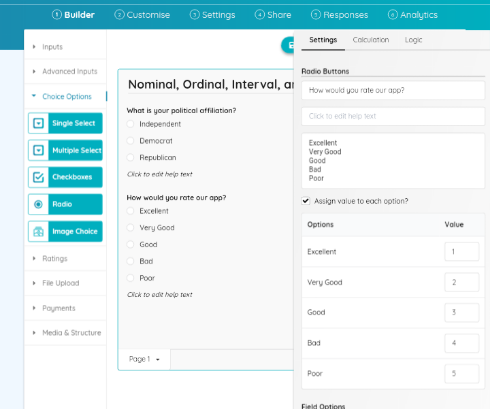 1 Builder
2 Customise
3 Settings
4 Share
5 Responses
6 Analytics
Inputs
Advanced Inputs
Choice Options
Single Select
Multiple Select
Checkboxes
Radio
Image Choice
Ratings
File Upload
Payments
Media & Structure
Nominal, Ordinal, Interval,
What is your political affiliation?
Independent
Democrat
Republican
Click to edit help text
How would you rate our app?
Excellent
Very Good
Good
Bad
Poor
Click to edit help text
Page 1
Settings
Calculation
Logic
Radio Buttons
How would you rate our app?
Click to edit help text
Excellent
Very Good
Good
Bad
Poor
Assign value to each option?
Options Value
Excellent 1
Very Good 2
Good 3
Bad 4
Poor 5
Field Options